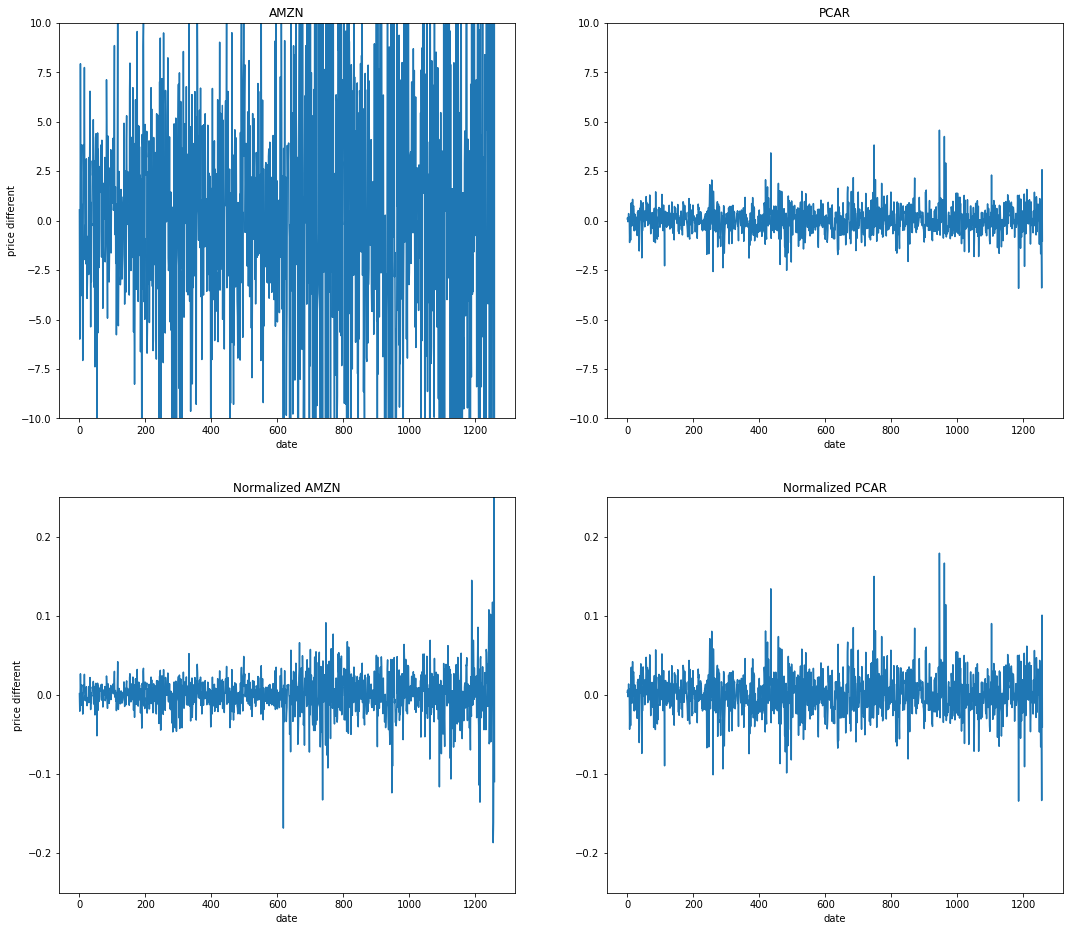 AMZN
10.0
7.5
5.0
2.5
0.0
−2.5
−5.0
−7.5
−10.0
price different
0 200 400 600 800 1000 1200
date
PCAR
10.0
7.5
5.0
2.5
0.0
−2.5
−5.0
−7.5
−10.0
0 200 400 600 800 1000 1200
date
Normalized AMZN
0.2
0.1
0.0
−0.1
−0.2
price different
0 200 400 600 800 1000 1200
date
Normalized PCAR
0.2
0.1
0.0
−0.1
−0.2
0 200 400 600 800 1000 1200
date